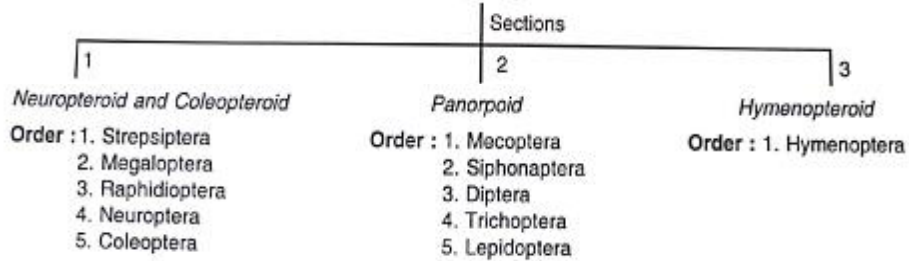 Sections
1
2
3
Neuropteroid and Coleopteroid
Order : 1. Strepsiptera
2. Megaloptera
3. Raphidioptera
4. Neuroptera
5. Coleoptera
Panorpoid
Order : 1. Mecoptera
2. Siphonaptera
3. Diptera
4. Trichoptera
5. Lepidoptera
Hymenopteroid
Order : 1. Hymenoptera